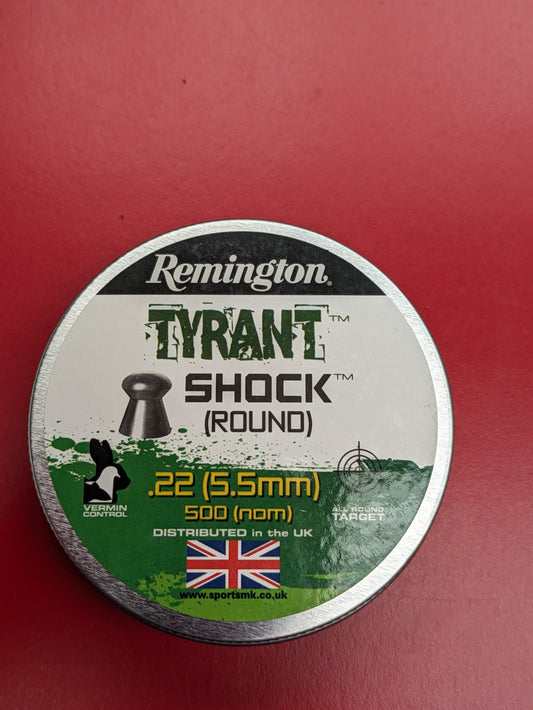 Remington.
TYRANT™
SHOCK™
(ROUND)
.22 (5.5mm)
500 (nom)
VERMIN
CONTROL
ALL ROUND
TARGET
DISTRIBUTED in the UK
www.sportsmk.co.uk